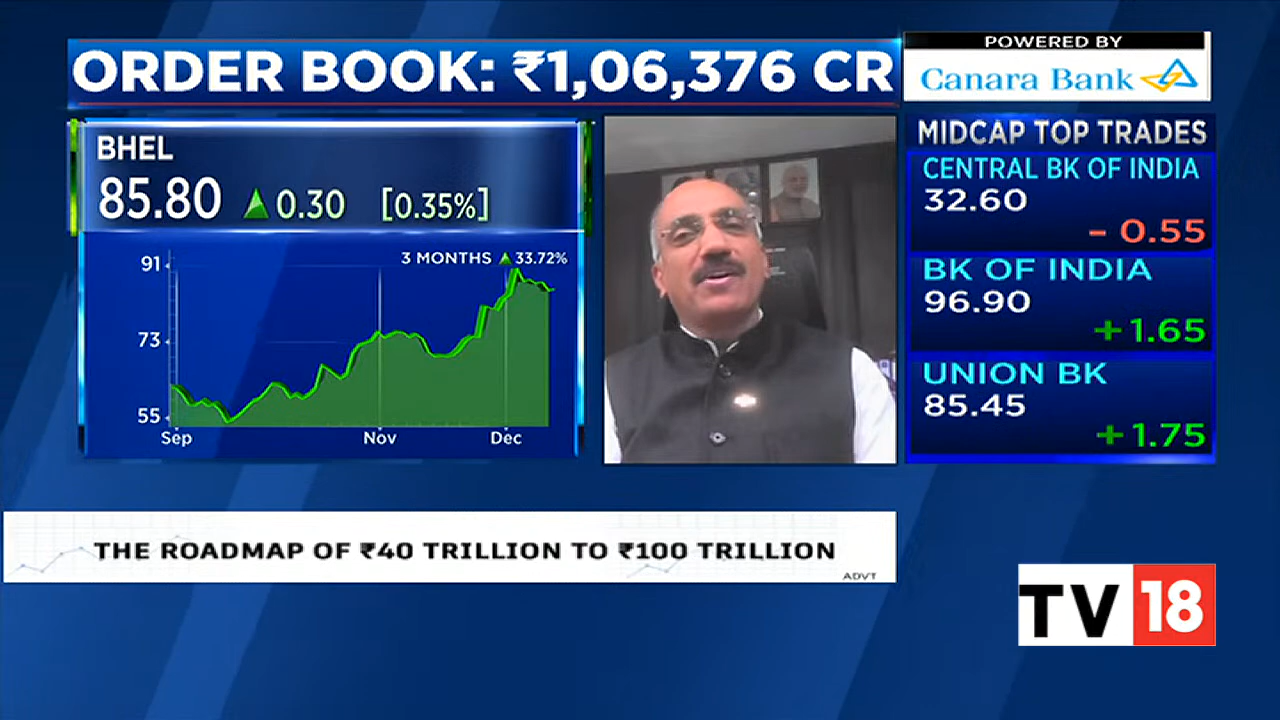 ORDER BOOK: ₹1,06,376 CR
POWERED BY
Canara Bank
BHEL
85.80 ▲ 0.30 [0.35%]
3 MONTHS ▲ 33.72%
91
73
55
Sep Nov Dec
MIDCAP TOP TRADES
CENTRAL BK OF INDIA
32.60
- 0.55
BK OF INDIA
96.90
+1.65
UNION BK
85.45
+1.75
THE ROADMAP OF ₹40 TRILLION TO ₹100 TRILLION
ADVT
TV18